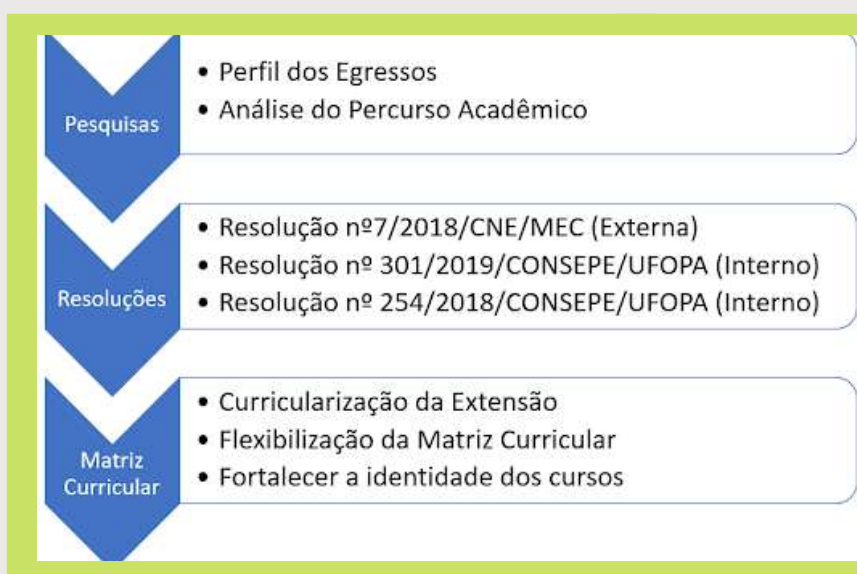 Pesquisas
• Perfil dos Egressos
• Análise do Percurso Acadêmico
Resoluções
• Resolução nº7/2018/CNE/MEC (Externa)
• Resolução nº 301/2019/CONSEPE/UFOPA (Interno)
• Resolução nº 254/2018/CONSEPE/UFOPA (Interno)
Matriz
Curricular
• Curricularização da Extensão
• Flexibilização da Matriz Curricular
• Fortalecer a identidade dos cursos